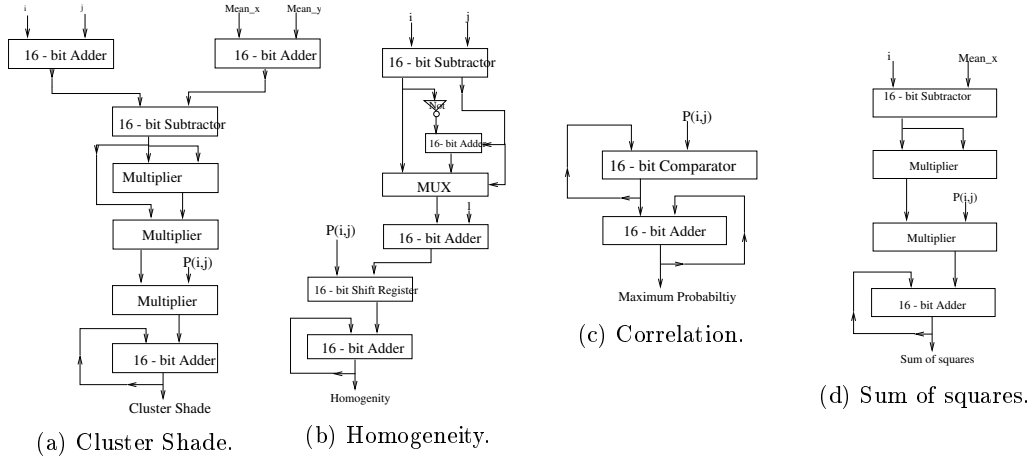 i j Mean_x Mean_y
16 - bit Adder
16 - bit Adder
16 - bit Subtractor
Multiplier
Multiplier
P(i,j)
Multiplier
16 - bit Adder
Cluster Shade
(a) Cluster Shade.
i j
16 - bit Subtractor
Not
16- bit Adder
MUX
1
16 - bit Adder
P(i,j)
16 - bit Shift Register
16 - bit Adder
Homogenity
(b) Homogeneity.
P(i,j)
16 - bit Comparator
16 - bit Adder
Maximum Probabiltiy
(c) Correlation.
i Mean_x
16 - bit Subtractor
Multiplier
P(i,j)
Multiplier
16 - bit Adder
Sum of squares
(d) Sum of squares.